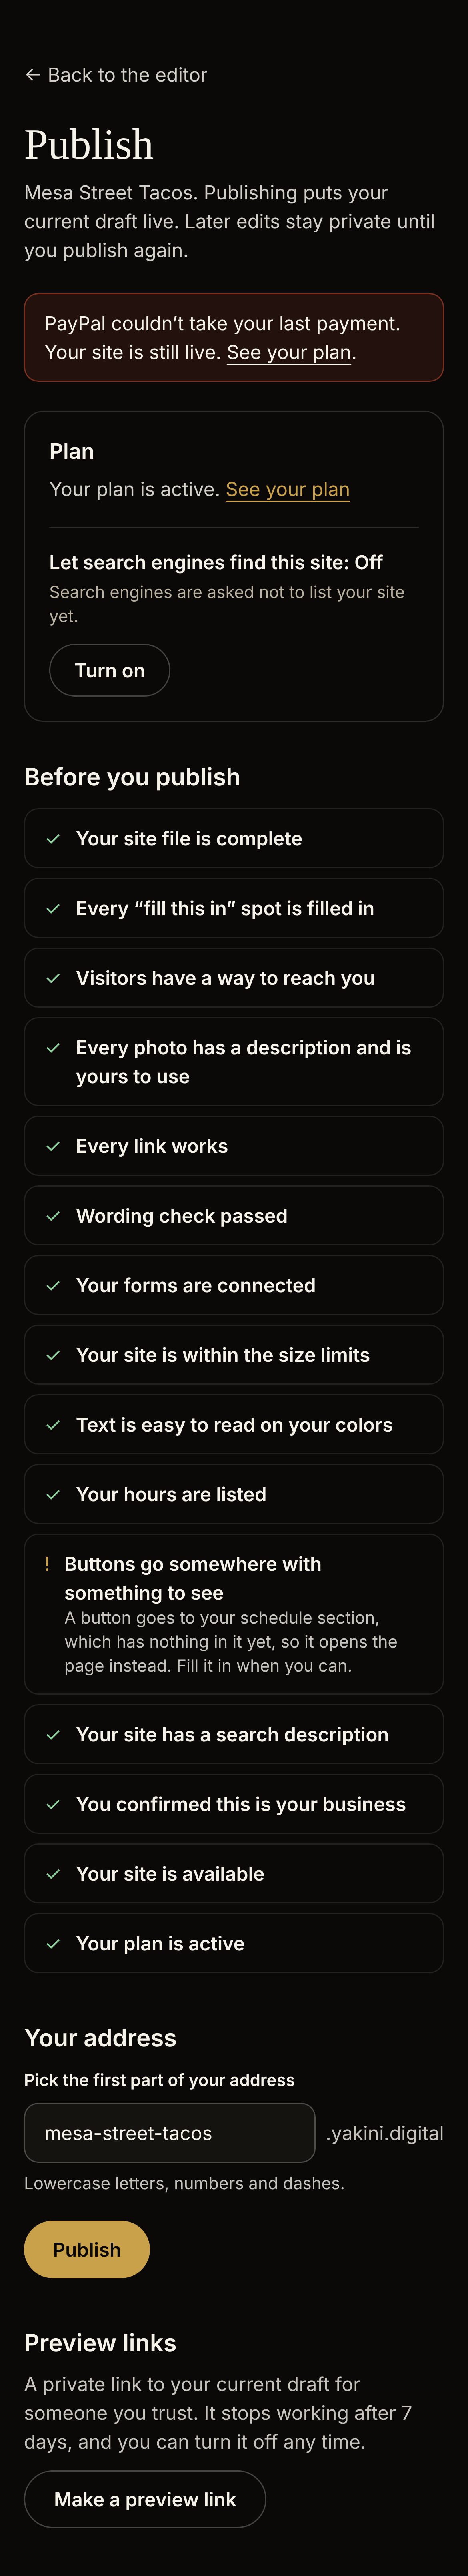 ← Back to the editor
Publish
Mesa Street Tacos. Publishing puts your
current draft live. Later edits stay private until
you publish again.
PayPal couldn’t take your last payment.
Your site is still live. See your plan.
Plan
Your plan is active. See your plan
Let search engines find this site: Off
Search engines are asked not to list your site
yet.
Turn on
Before you publish
✓ Your site file is complete
✓ Every “fill this in” spot is filled in
✓ Visitors have a way to reach you
✓ Every photo has a description and is
yours to use
✓ Every link works
✓ Wording check passed
✓ Your forms are connected
✓ Your site is within the size limits
✓ Text is easy to read on your colors
✓ Your hours are listed
! Buttons go somewhere with
something to see
A button goes to your schedule section,
which has nothing in it yet, so it opens the
page instead. Fill it in when you can.
✓ Your site has a search description
✓ You confirmed this is your business
✓ Your site is available
✓ Your plan is active
Your address
Pick the first part of your address
mesa-street-tacos .yakini.digital
Lowercase letters, numbers and dashes.
Publish
Preview links
A private link to your current draft for
someone you trust. It stops working after 7
days, and you can turn it off any time.
Make a preview link